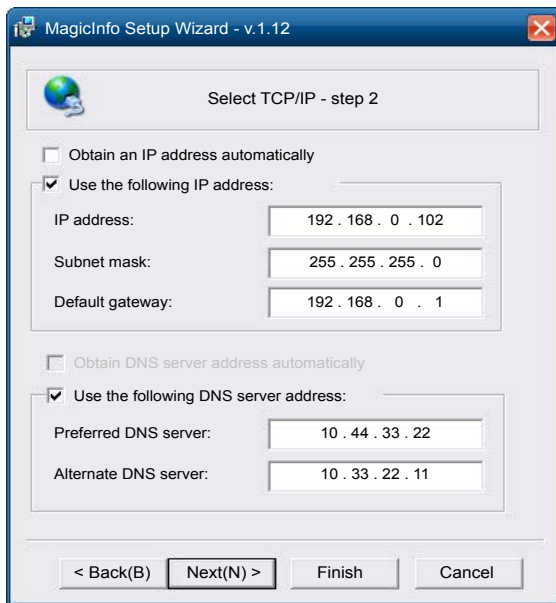 MagicInfo Setup Wizard - v.1.12
Select TCP/IP - step 2
Obtain an IP address automatically
Use the following IP address:
IP address: 192 . 168 . 0 . 102
Subnet mask: 255 . 255 . 255 . 0
Default gateway: 192 . 168 . 0 . 1
Obtain DNS server address automatically
Use the following DNS server address:
Preferred DNS server: 10 . 44 . 33 . 22
Alternate DNS server: 10 . 33 . 22 . 11
< Back(B) Next(N) > Finish Cancel